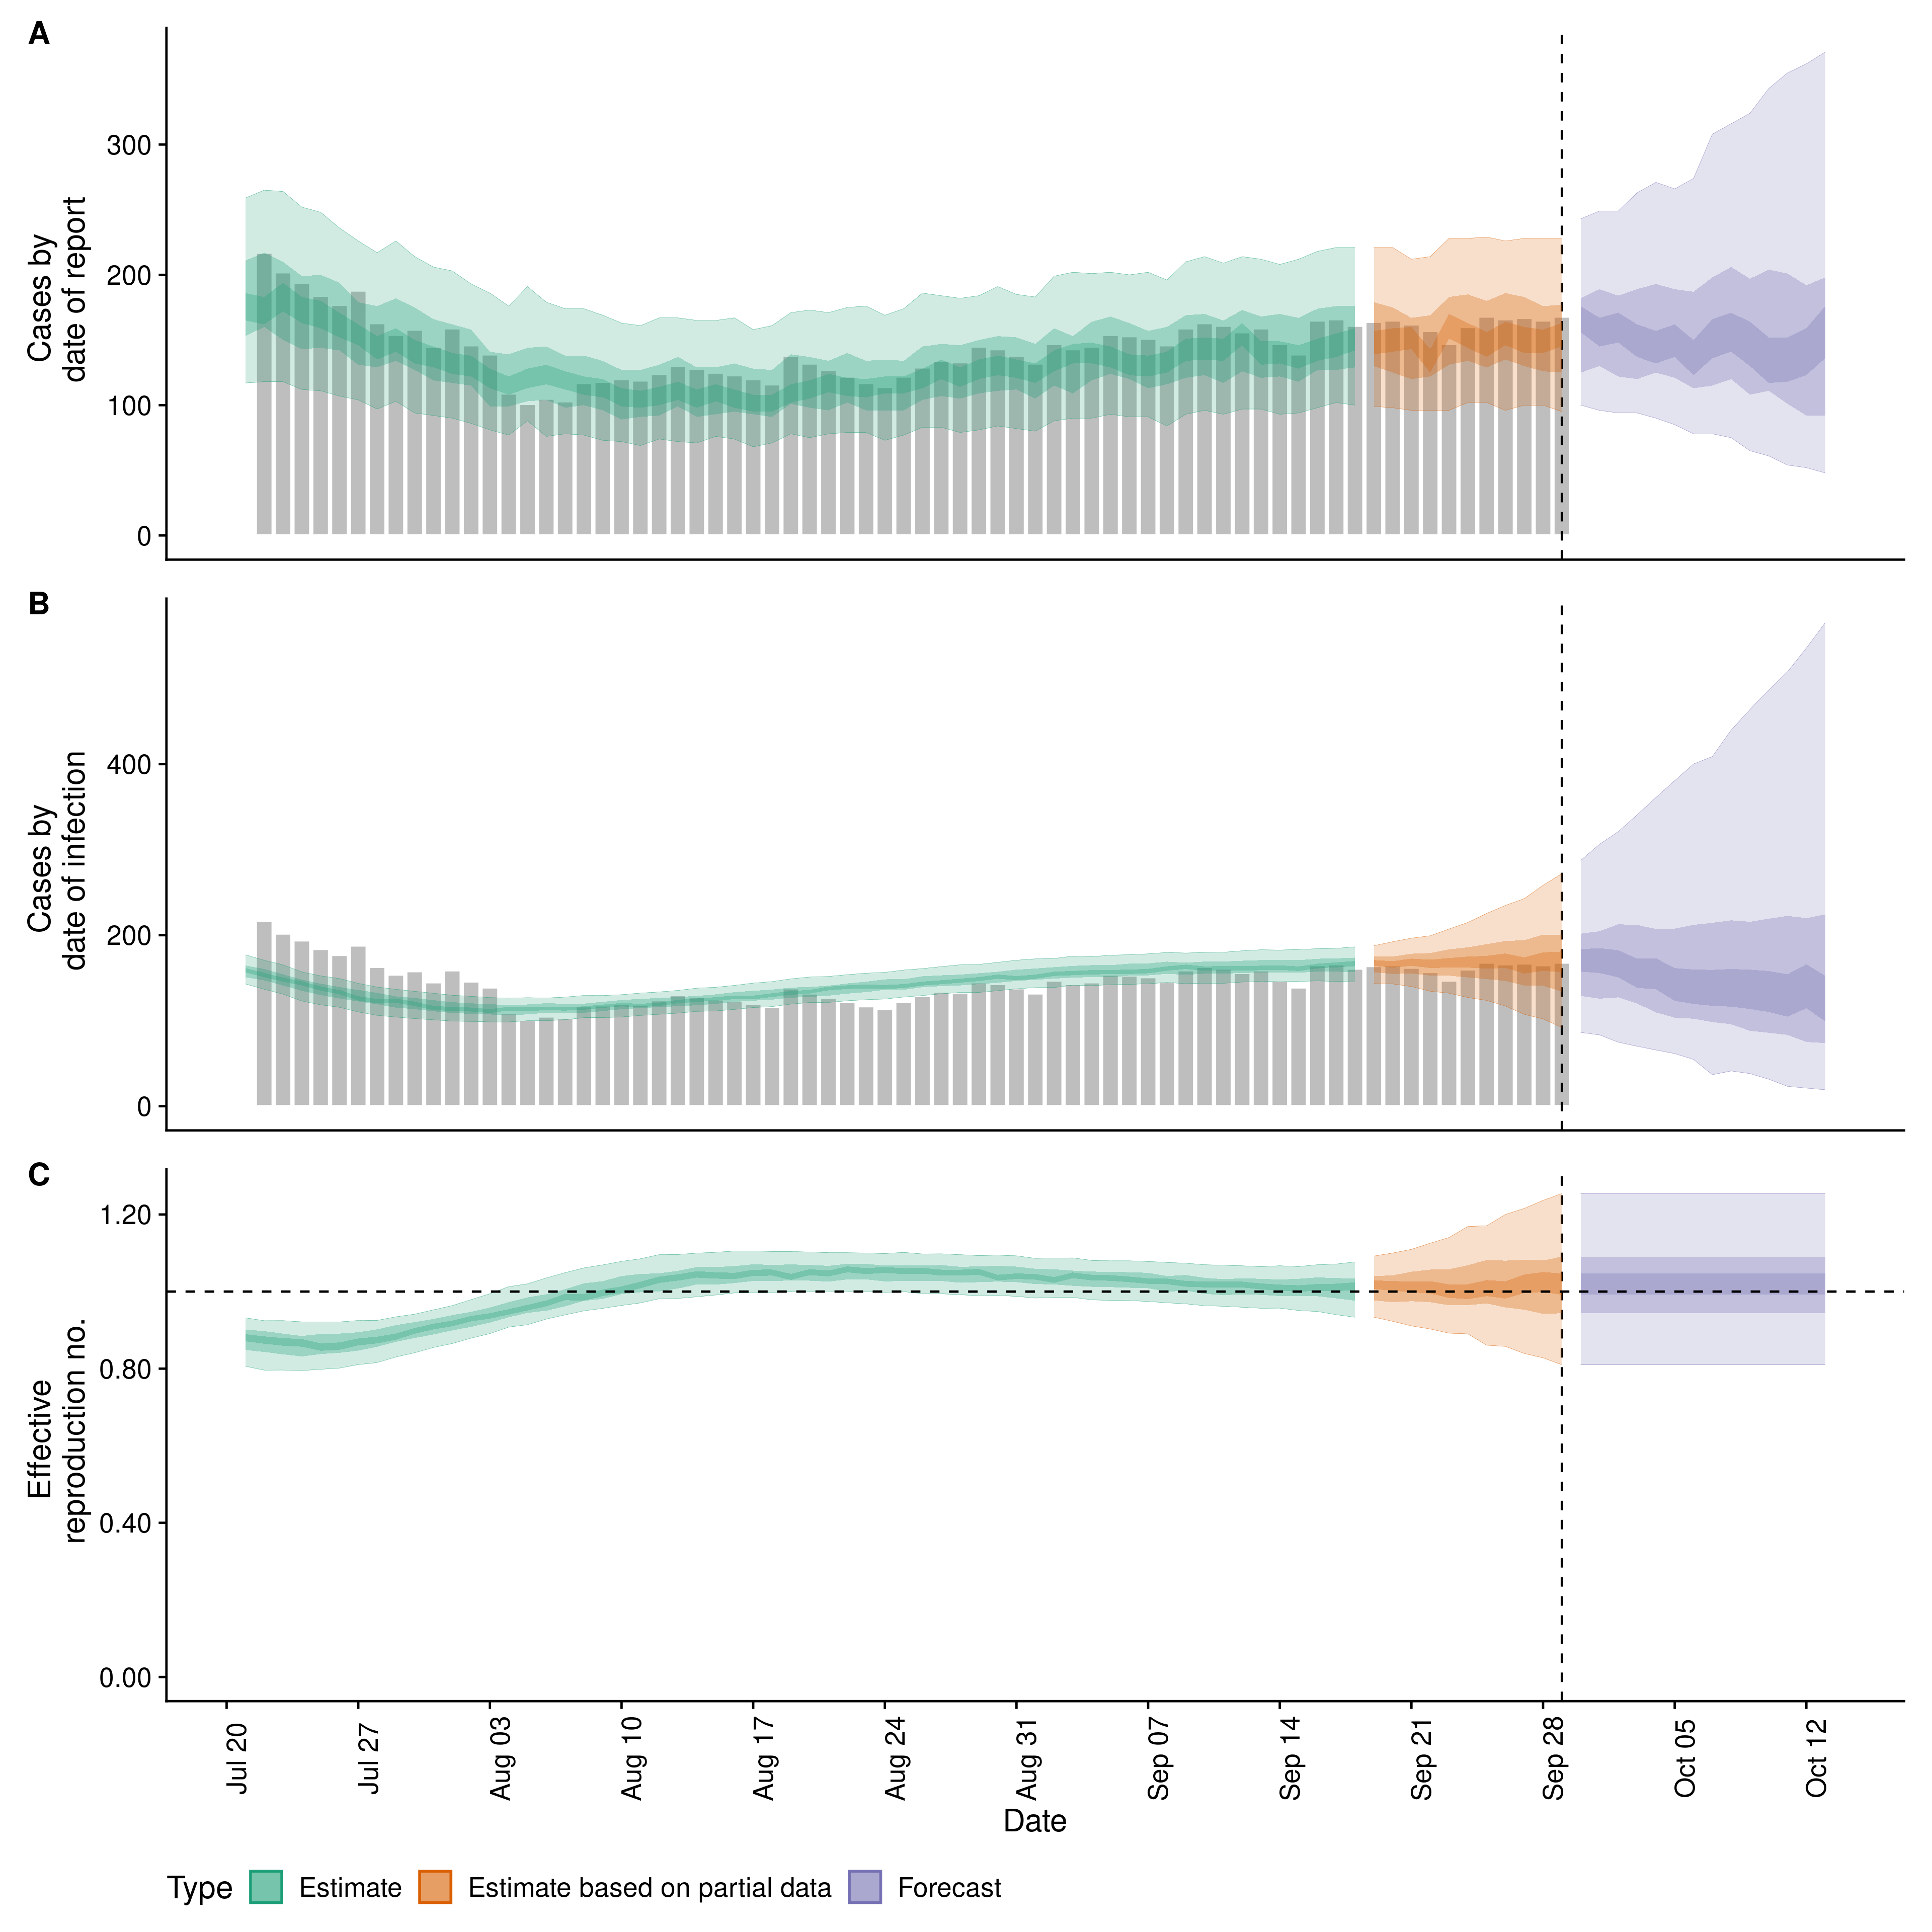 A
Cases by
date of report
300
200
100
0
B
Cases by
date of infection
400
200
0
C
Effective
reproduction no.
1.20
0.80
0.40
0.00
Jul 20
Jul 27
Aug 03
Aug 10
Aug 17
Aug 24
Aug 31
Sep 07
Sep 14
Sep 21
Sep 28
Oct 05
Oct 12
Date
Type Estimate Estimate based on partial data Forecast